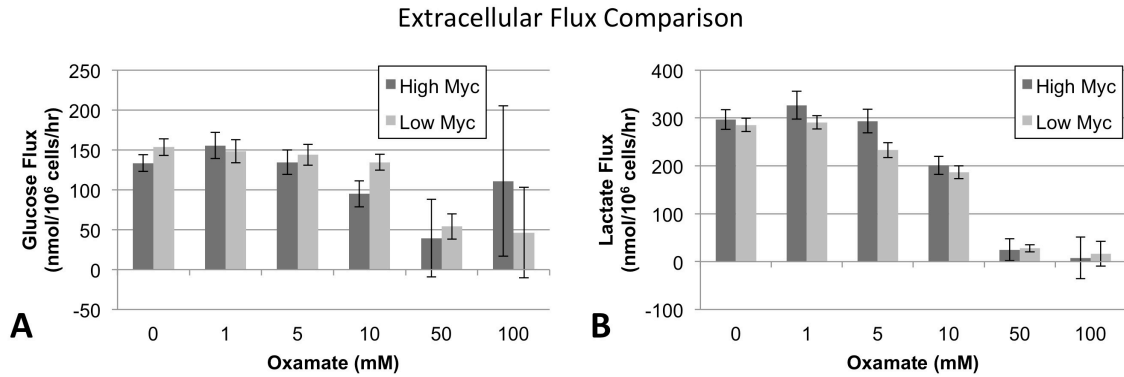 Extracellular Flux Comparison
250
200
150
100
50
0
-50
Glucose Flux
(nmol/10⁶ cells/hr)
High Myc
Low Myc
0 1 5 10 50 100
Oxamate (mM)
A
400
300
200
100
0
-100
Lactate Flux
(nmol/10⁶ cells/hr)
High Myc
Low Myc
0 1 5 10 50 100
Oxamate (mM)
B